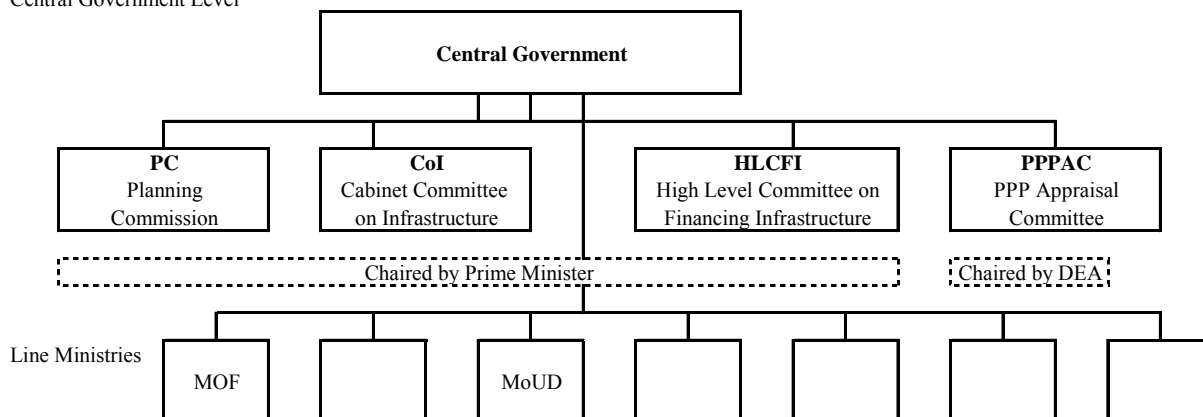 Central Government Level
Central Government
PC
Planning
Commission
CoI
Cabinet Committee
on Infrastructure
HLCFI
High Level Committee on
Financing Infrastructure
PPPAC
PPP Appraisal
Committee
Chaired by Prime Minister
Chaired by DEA
Line Ministries
MOF
MoUD